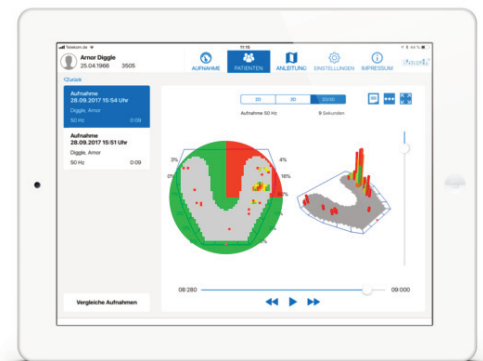 Telekom.de
11:15
Arnor Diggle
25.04.1966 3505
AUFNAHME
PATIENTEN
ANLEITUNG
EINSTELLUNGEN
IMPRESSUM
Zurück
Aufnahme
28.09.2017 15:54 Uhr
Diggle, Arnor
50 Hz 0:09
Aufnahme
28.09.2017 15:51 Uhr
Diggle, Arnor
50 Hz 0:09
2D 3D 2D/3D
Aufnahme 50 Hz 9 Sekunden
3% 4%
0% 16%
08:280 09:000
Vergleiche Aufnahmen